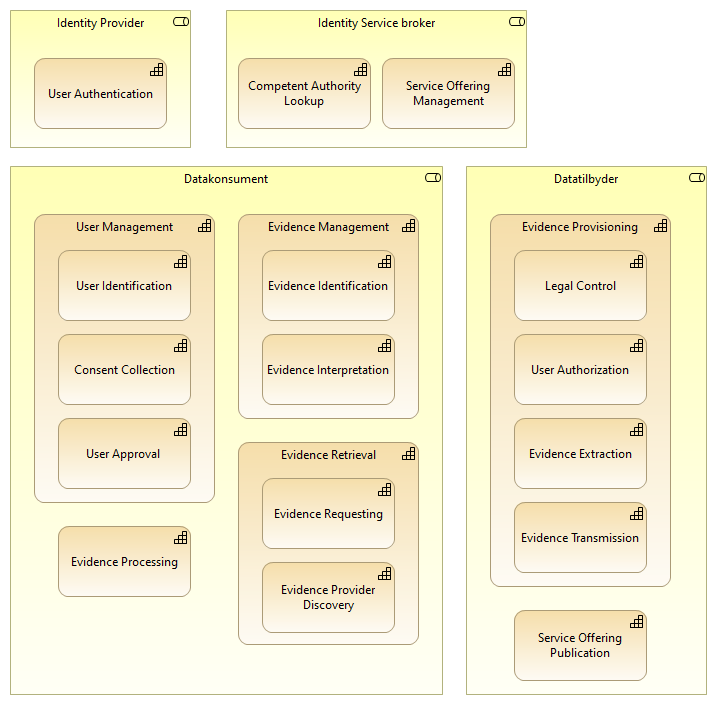 Identity Provider
User Authentication
Identity Service broker
Competent Authority
Lookup
Service Offering
Management
Datakonsument
User Management
User Identification
Consent Collection
User Approval
Evidence Processing
Evidence Management
Evidence Identification
Evidence Interpretation
Evidence Retrieval
Evidence Requesting
Evidence Provider
Discovery
Datatilbyder
Evidence Provisioning
Legal Control
User Authorization
Evidence Extraction
Evidence Transmission
Service Offering
Publication